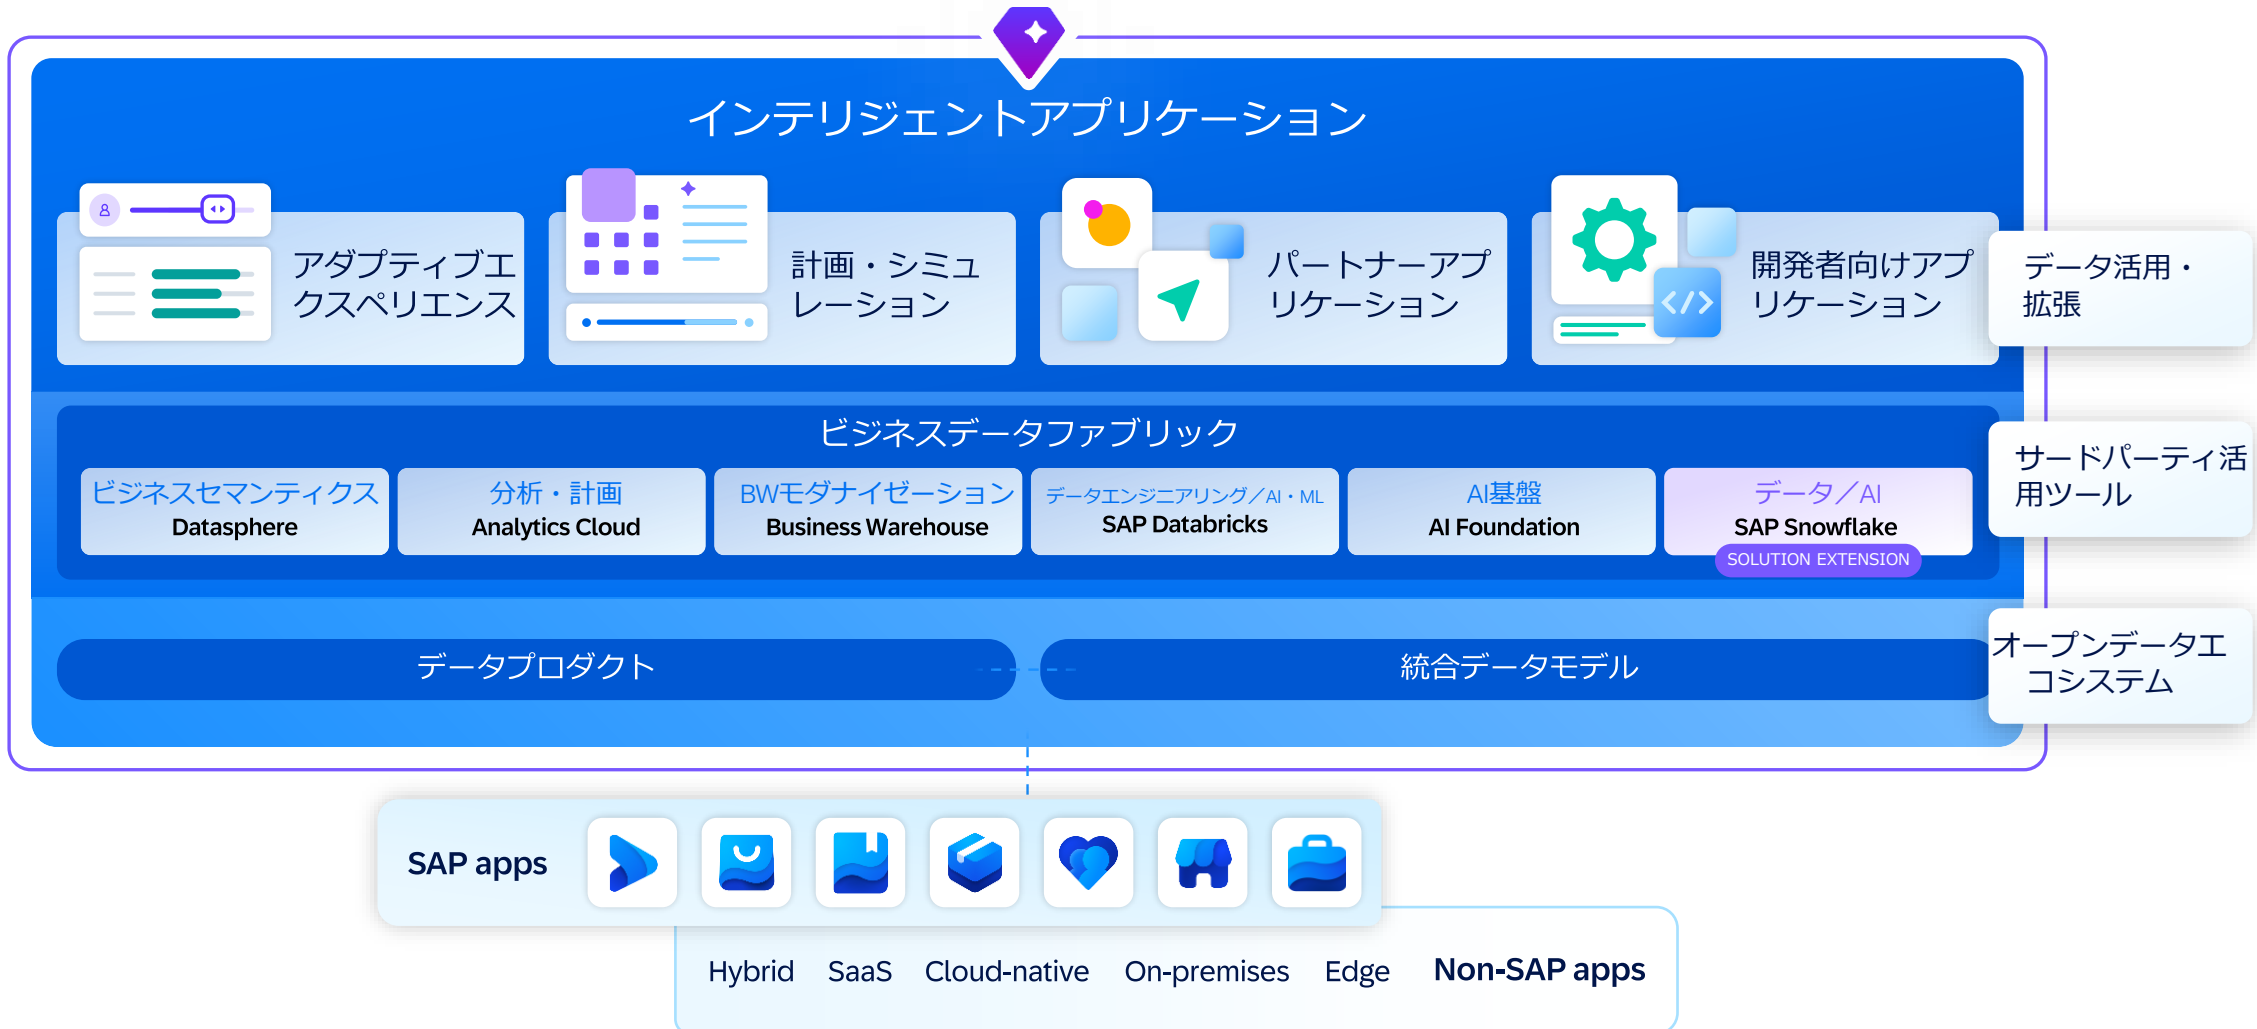 インテリジェントアプリケーション
アダプティブエ
クスペリエンス
計画・シミュ
レーション
パートナーアプ
リケーション
開発者向けアプ
リケーション
データ活用・
拡張
ビジネスデータファブリック
ビジネスセマンティクス
Datasphere
分析・計画
Analytics Cloud
BWモダナイゼーション
Business Warehouse
データエンジニアリング／AI・ML
SAP Databricks
AI基盤
AI Foundation
データ／AI
SAP Snowflake
SOLUTION EXTENSION
サードパーティ活
用ツール
データプロダクト
統合データモデル
オープンデータエ
コシステム
SAP apps
Hybrid SaaS Cloud-native On-premises Edge Non-SAP apps